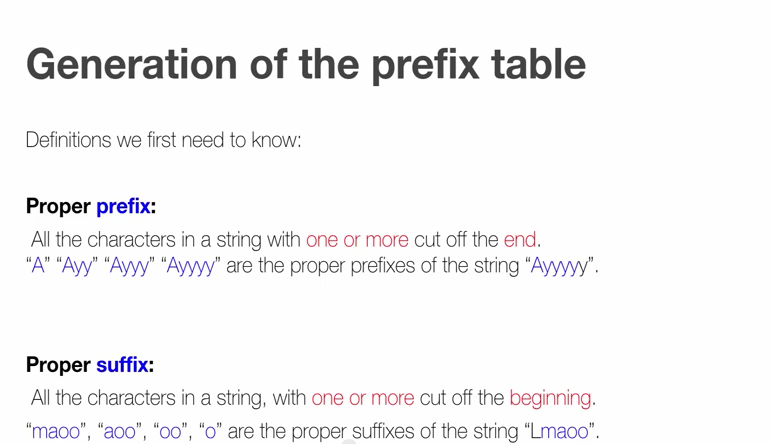 Generation of the prefix table
Definitions we first need to know:
Proper prefix:
All the characters in a string with one or more cut off the end.
“A” “Ayy” “Ayyy” “Ayyyy” are the proper prefixes of the string “Ayyyyy”.
Proper suffix:
All the characters in a string, with one or more cut off the beginning.
“maoo”, “aoo”, “oo”, “o” are the proper suffixes of the string “Lmaoo”.